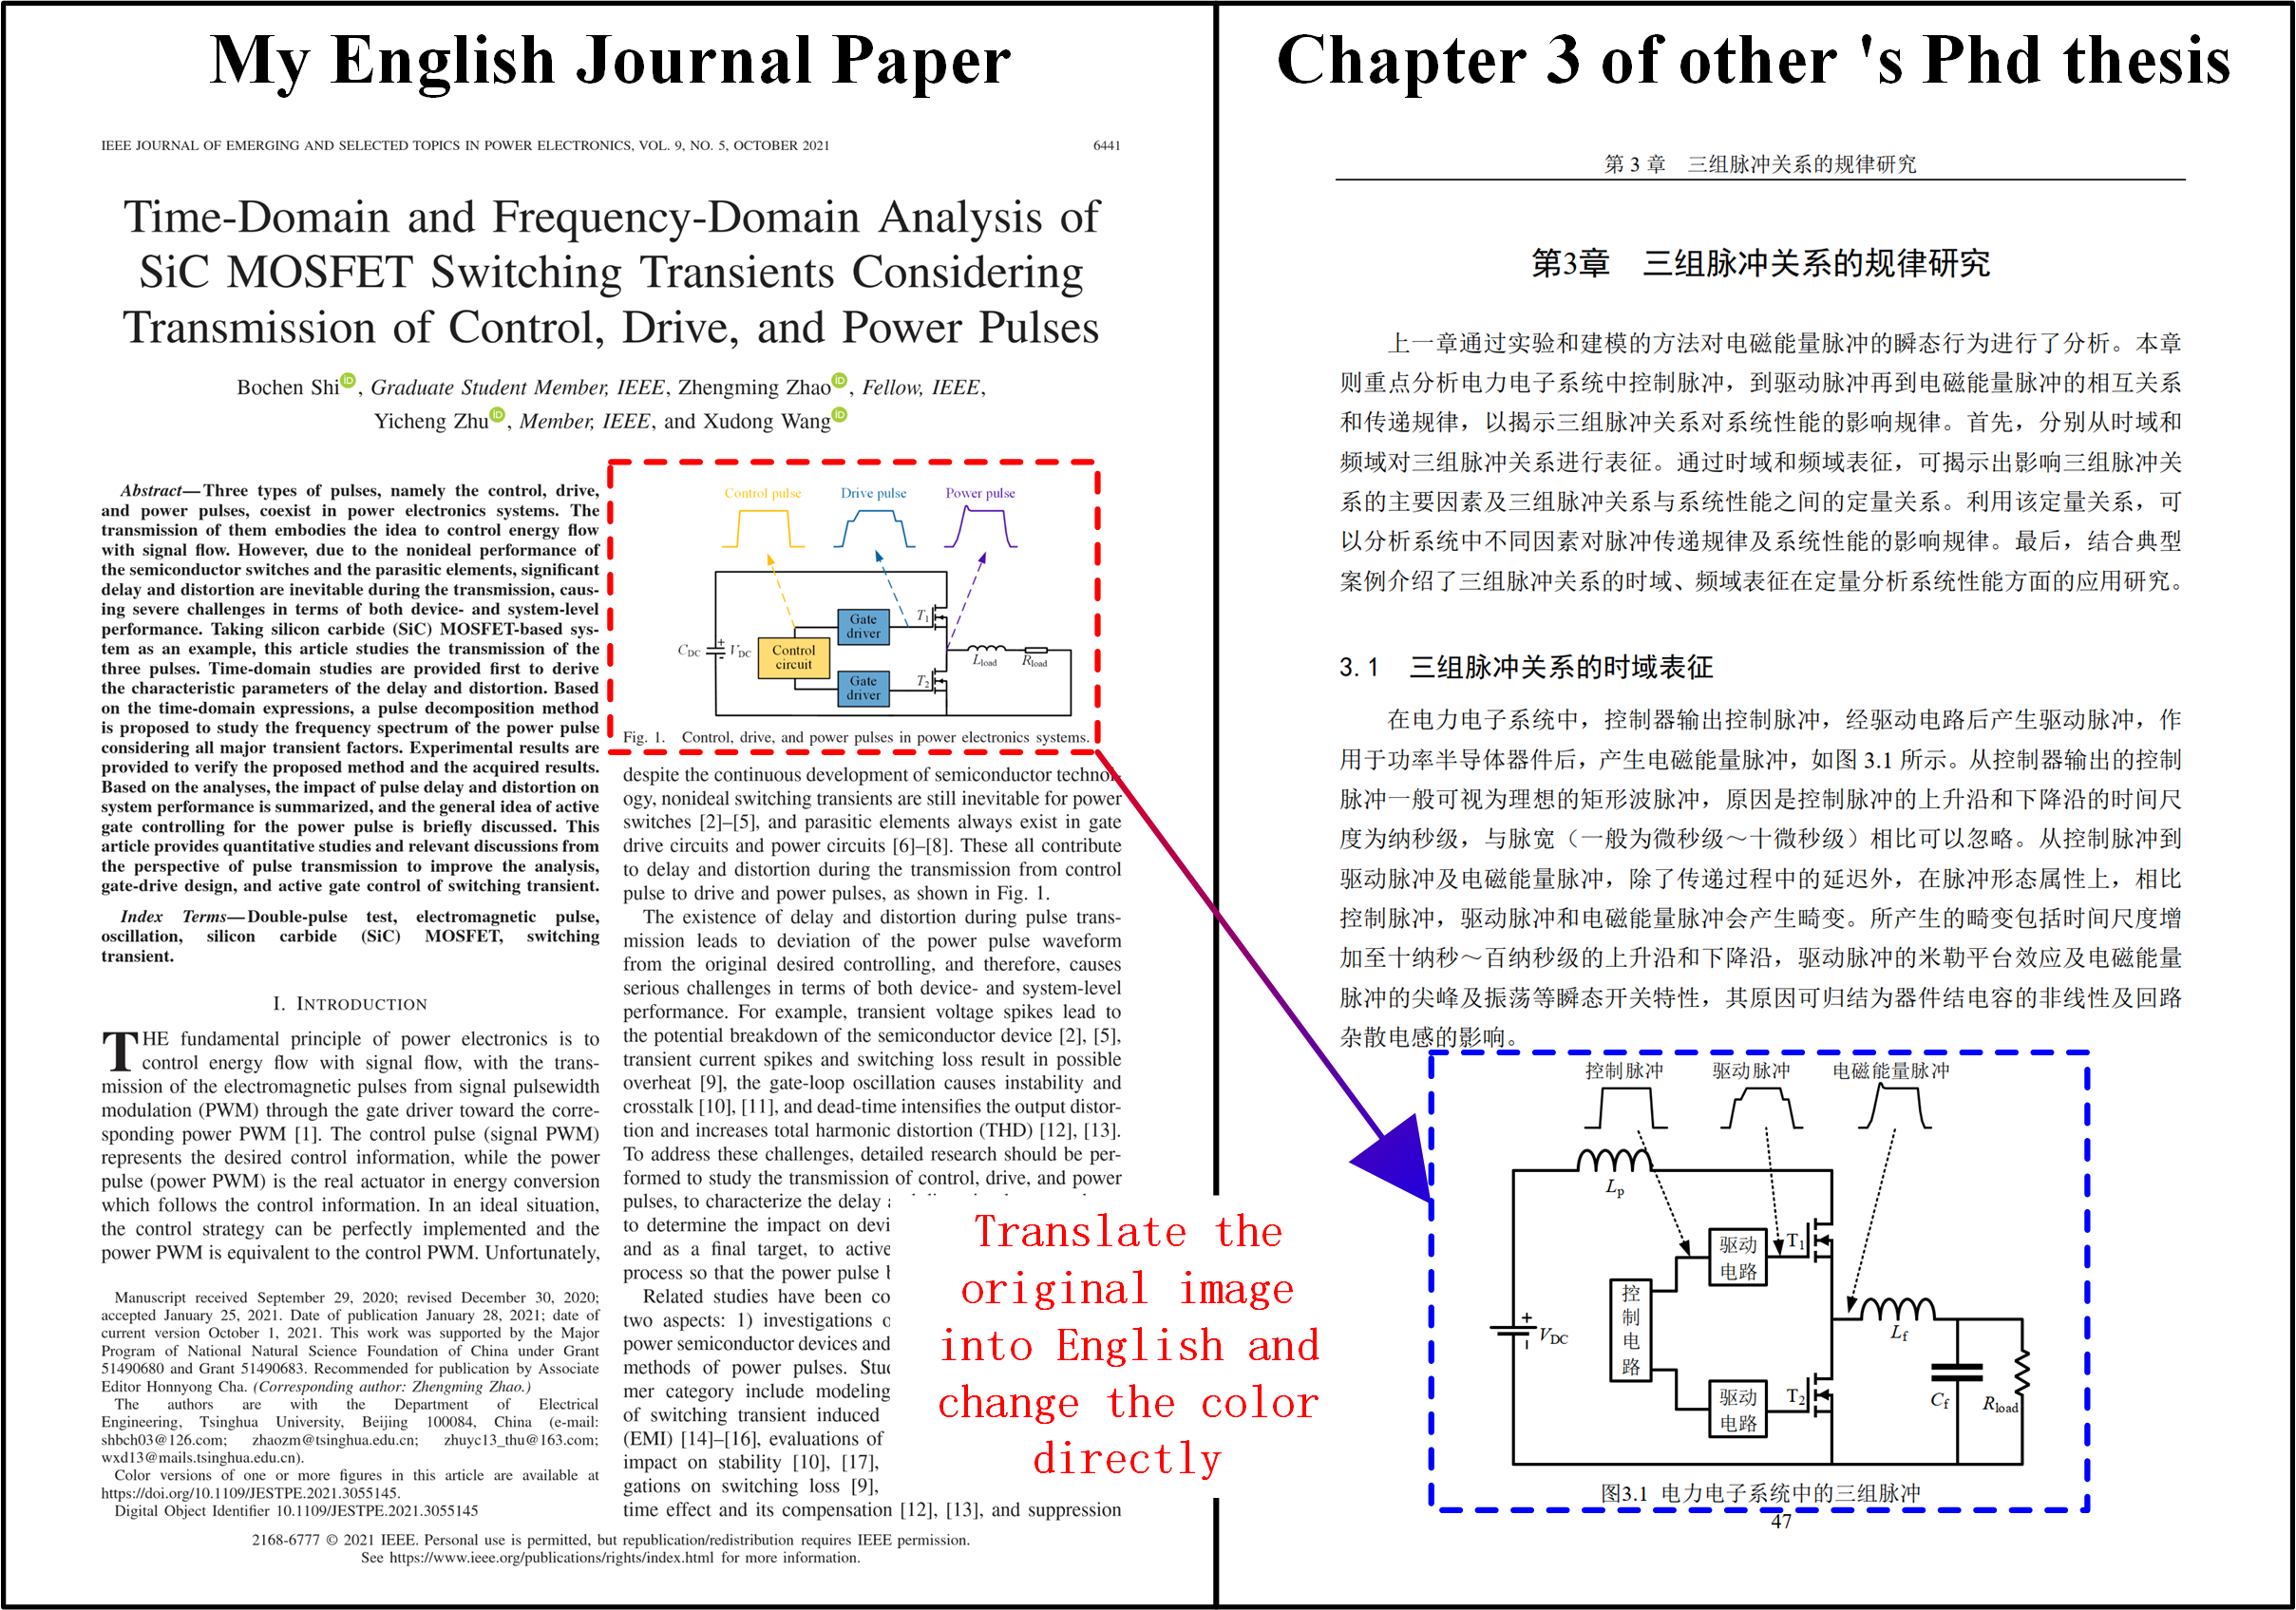 My English Journal Paper
IEEE JOURNAL OF EMERGING AND SELECTED TOPICS IN POWER ELECTRONICS, VOL. 9, NO. 5, OCTOBER 2021
6441
Time-Domain and Frequency-Domain Analysis of
SiC MOSFET Switching Transients Considering
Transmission of Control, Drive, and Power Pulses
Bochen Shi iD, Graduate Student Member, IEEE, Zhengming Zhao iD, Fellow, IEEE,
Yicheng Zhu iD, Member, IEEE, and Xudong Wang iD
Abstract—Three types of pulses, namely the control, drive,
and power pulses, coexist in power electronics systems. The
transmission of them embodies the idea to control energy flow
with signal flow. However, due to the nonideal performance of
the semiconductor switches and the parasitic elements, significant
delay and distortion are inevitable during the transmission, caus-
ing severe challenges in terms of both device- and system-level
performance. Taking silicon carbide (SiC) MOSFET-based sys-
tem as an example, this article studies the transmission of the
three pulses. Time-domain studies are provided first to derive
the characteristic parameters of the delay and distortion. Based
on the time-domain expressions, a pulse decomposition method
is proposed to study the frequency spectrum of the power pulse
considering all major transient factors. Experimental results are
provided to verify the proposed method and the acquired results.
Based on the analyses, the impact of pulse delay and distortion on
system performance is summarized, and the general idea of active
gate controlling for the power pulse is briefly discussed. This
article provides quantitative studies and relevant discussions from
the perspective of pulse transmission to improve the analysis,
gate-drive design, and active gate control of switching transient.
Index Terms—Double-pulse test, electromagnetic pulse,
oscillation, silicon carbide (SiC) MOSFET, switching
transient.
I. INTRODUCTION
THE fundamental principle of power electronics is to
control energy flow with signal flow, with the trans-
mission of the electromagnetic pulses from signal pulsewidth
modulation (PWM) through the gate driver toward the corre-
sponding power PWM [1]. The control pulse (signal PWM)
represents the desired control information, while the power
pulse (power PWM) is the real actuator in energy conversion
which follows the control information. In an ideal situation,
the control strategy can be perfectly implemented and the
power PWM is equivalent to the control PWM. Unfortunately,
Manuscript received September 29, 2020; revised December 30, 2020;
accepted January 25, 2021. Date of publication January 28, 2021; date of
current version October 1, 2021. This work was supported by the Major
Program of National Natural Science Foundation of China under Grant
51490680 and Grant 51490683. Recommended for publication by Associate
Editor Honnyong Cha. (Corresponding author: Zhengming Zhao.)
The authors are with the Department of Electrical
Engineering, Tsinghua University, Beijing 100084, China (e-mail:
shbch03@126.com; zhaozm@tsinghua.edu.cn; zhuyc13_thu@163.com;
wxd13@mails.tsinghua.edu.cn).
Color versions of one or more figures in this article are available at
https://doi.org/10.1109/JESTPE.2021.3055145.
Digital Object Identifier 10.1109/JESTPE.2021.3055145
Control pulse
Drive pulse
Power pulse
CDC
+
-
VDC
Control
circuit
Gate
driver
Gate
driver
T1
T2
Lload
Rload
Fig. 1. Control, drive, and power pulses in power electronics systems.
despite the continuous development of semiconductor technol-
ogy, nonideal switching transients are still inevitable for power
switches [2]–[5], and parasitic elements always exist in gate
drive circuits and power circuits [6]–[8]. These all contribute
to delay and distortion during the transmission from control
pulse to drive and power pulses, as shown in Fig. 1.
The existence of delay and distortion during pulse trans-
mission leads to deviation of the power pulse waveform
from the original desired controlling, and therefore, causes
serious challenges in terms of both device- and system-level
performance. For example, transient voltage spikes lead to
the potential breakdown of the semiconductor device [2], [5],
transient current spikes and switching loss result in possible
overheat [9], the gate-loop oscillation causes instability and
crosstalk [10], [11], and dead-time intensifies the output distor-
tion and increases total harmonic distortion (THD) [12], [13].
To address these challenges, detailed research should be per-
formed to study the transmission of control, drive, and power
pulses, to characterize the delay
to determine the impact on devi
and as a final target, to active
process so that the power pulse
Related studies have been co
two aspects: 1) investigations o
power semiconductor devices and
methods of power pulses. Stu
mer category include modeling
of switching transient induced
(EMI) [14]–[16], evaluations of
impact on stability [10], [17],
gations on switching loss [9],
time effect and its compensation [12], [13], and suppression
2168-6777 © 2021 IEEE. Personal use is permitted, but republication/redistribution requires IEEE permission.
See https://www.ieee.org/publications/rights/index.html for more information.
Translate the
original image
into English and
change the color
directly
Chapter 3 of other 's Phd thesis
第 3 章 三组脉冲关系的规律研究
第3章 三组脉冲关系的规律研究
上一章通过实验和建模的方法对电磁能量脉冲的瞬态行为进行了分析。本章
则重点分析电力电子系统中控制脉冲，到驱动脉冲再到电磁能量脉冲的相互关系
和传递规律，以揭示三组脉冲关系对系统性能的影响规律。首先，分别从时域和
频域对三组脉冲关系进行表征。通过时域和频域表征，可揭示出影响三组脉冲关
系的主要因素及三组脉冲关系与系统性能之间的定量关系。利用该定量关系，可
以分析系统中不同因素对脉冲传递规律及系统性能的影响规律。最后，结合典型
案例介绍了三组脉冲关系的时域、频域表征在定量分析系统性能方面的应用研究。
3.1 三组脉冲关系的时域表征
在电力电子系统中，控制器输出控制脉冲，经驱动电路后产生驱动脉冲，作
用于功率半导体器件后，产生电磁能量脉冲，如图 3.1 所示。从控制器输出的控制
脉冲一般可视为理想的矩形波脉冲，原因是控制脉冲的上升沿和下降沿的时间尺
度为纳秒级，与脉宽（一般为微秒级～十微秒级）相比可以忽略。从控制脉冲到
驱动脉冲及电磁能量脉冲，除了传递过程中的延迟外，在脉冲形态属性上，相比
控制脉冲，驱动脉冲和电磁能量脉冲会产生畸变。所产生的畸变包括时间尺度增
加至十纳秒～百纳秒级的上升沿和下降沿，驱动脉冲的米勒平台效应及电磁能量
脉冲的尖峰及振荡等瞬态开关特性，其原因可归结为器件结电容的非线性及回路
杂散电感的影响。
控制脉冲
驱动脉冲
电磁能量脉冲
Lp
驱动
电路
T1
控
制
电
路
+
-
VDC
Lf
驱动
电路
T2
Cf
Rload
图3.1 电力电子系统中的三组脉冲
47